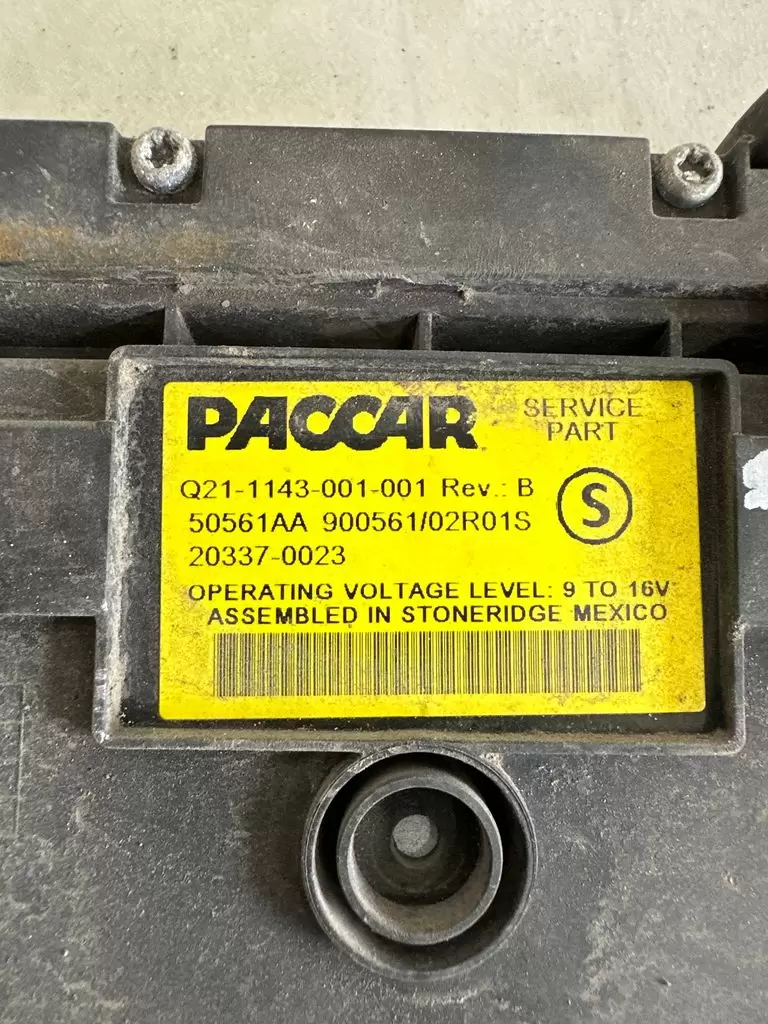 PACCAR SERVICE
PART
Q21-1143-001-001 Rev.: B
S
50561AA 900561/02R01S
20337-0023
OPERATING VOLTAGE LEVEL: 9 TO 16V
ASSEMBLED IN STONERIDGE MEXICO